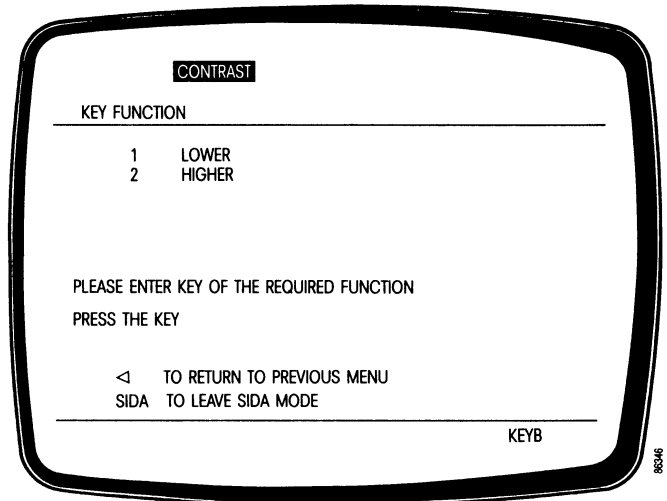 CONTRAST
KEY FUNCTION
1 LOWER
2 HIGHER
PLEASE ENTER KEY OF THE REQUIRED FUNCTION
PRESS THE KEY
◁ TO RETURN TO PREVIOUS MENU
SIDA TO LEAVE SIDA MODE
KEYB
86346